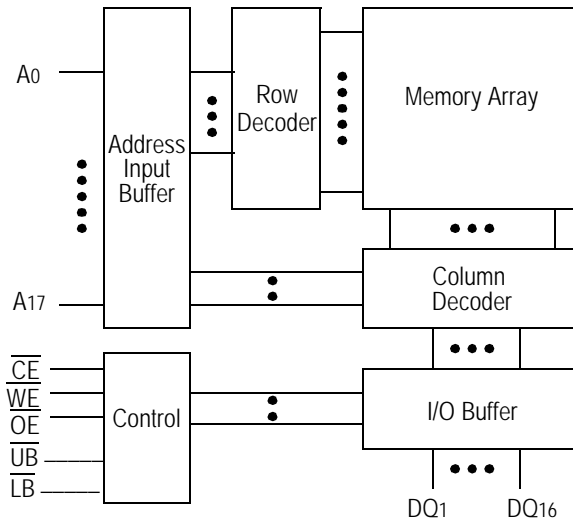 A0
Address
Input
Buffer
Row
Decoder
Memory Array
A17
Column
Decoder
CE
WE
OE
UB
LB
Control
I/O Buffer
DQ1
DQ16